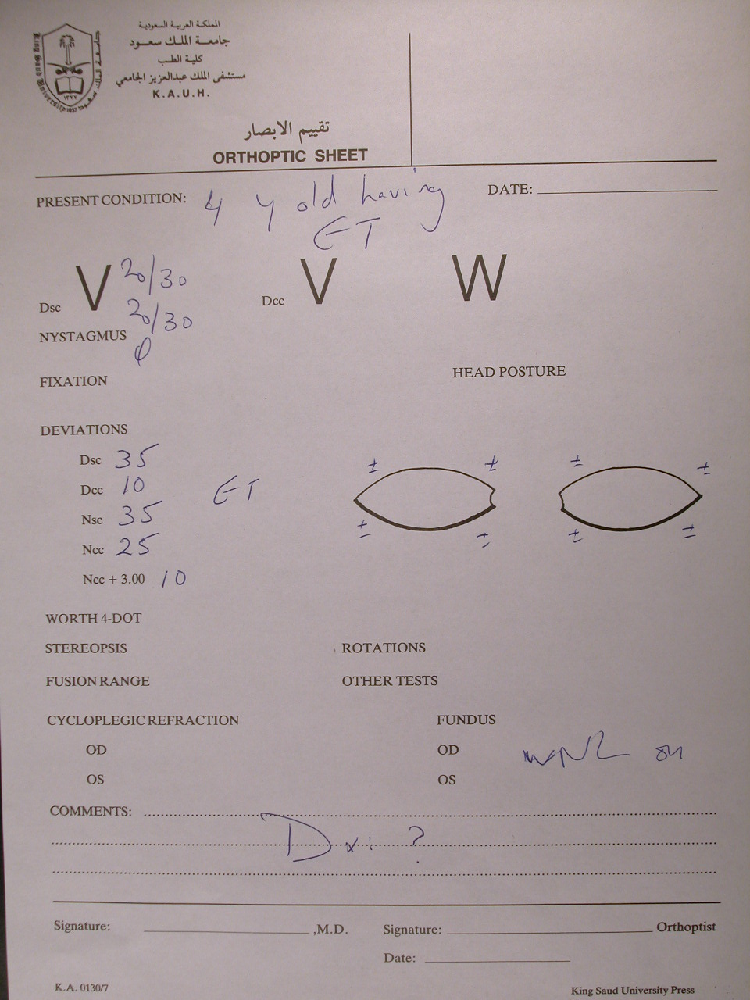 المملكة العربية السعودية
جامعة الملك سعود
كلية الطب
مستشفى الملك عبدالعزيز الجامعي
K.A.U.H.
تقييم الابصار
ORTHOPTIC SHEET
PRESENT CONDITION: 4 y old having
DATE:
ET
Dsc V 20/30
20/30
Dcc V W
NYSTAGMUS φ
FIXATION
HEAD POSTURE
DEVIATIONS
Dsc 35
Dcc 10 ET
Nsc 35
Ncc 25
Ncc + 3.00 10
± ± ± ±
± ± ± ±
WORTH 4-DOT
STEREOPSIS ROTATIONS
FUSION RANGE OTHER TESTS
CYCLOPLEGIC REFRACTION FUNDUS
OD OD WNL ou
OS OS
COMMENTS:
Dx: ?
Signature: ,M.D. Signature: Orthoptist
Date:
K.A. 0130/7 King Saud University Press